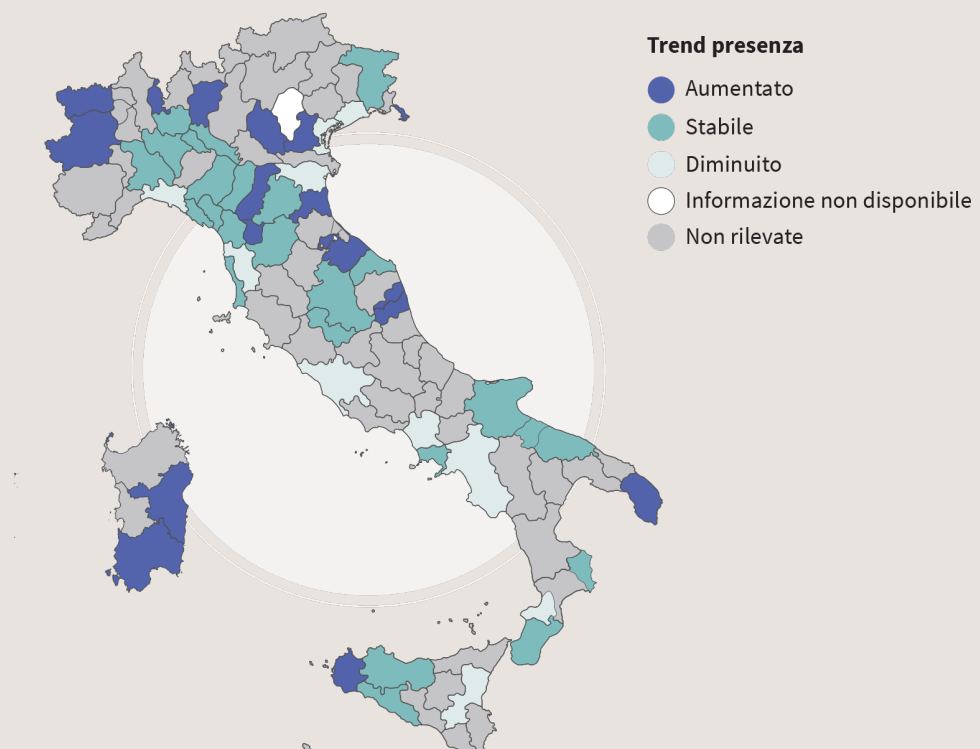 Trend presenza
Aumentato
Stabile
Diminuito
Informazione non disponibile
Non rilevate